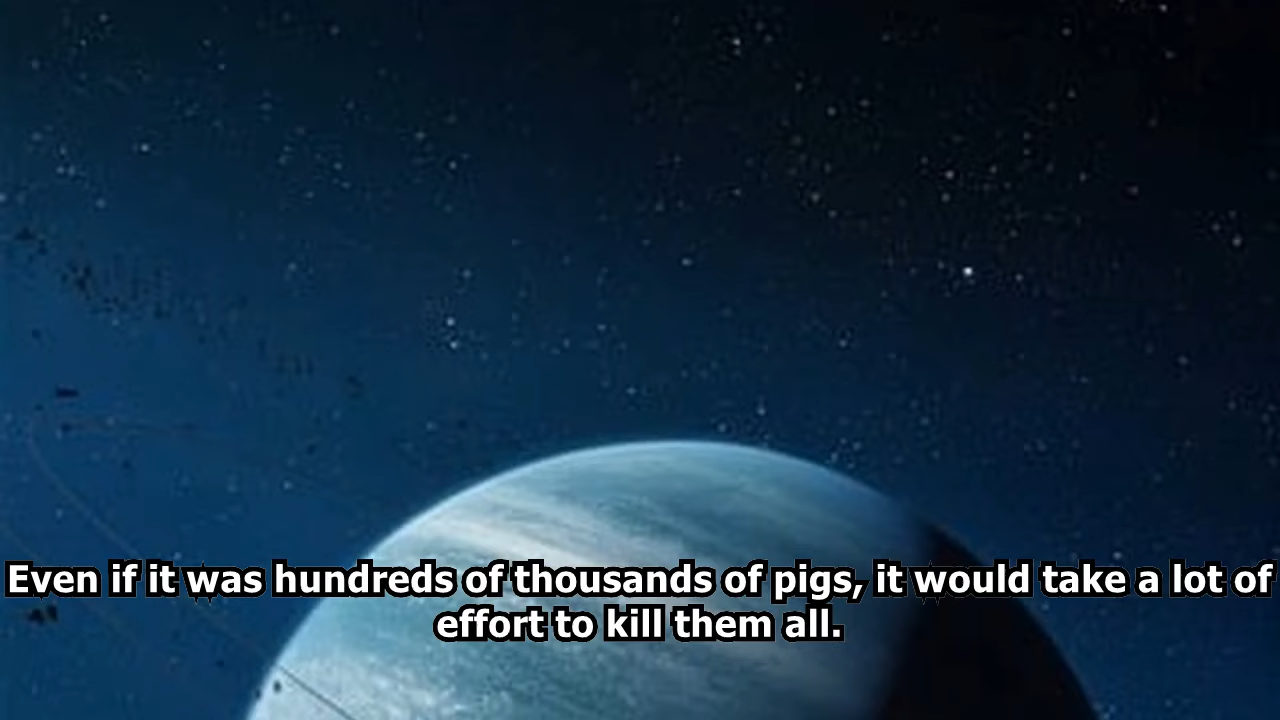 Even if it was hundreds of thousands of pigs, it would take a lot of
effort to kill them all.